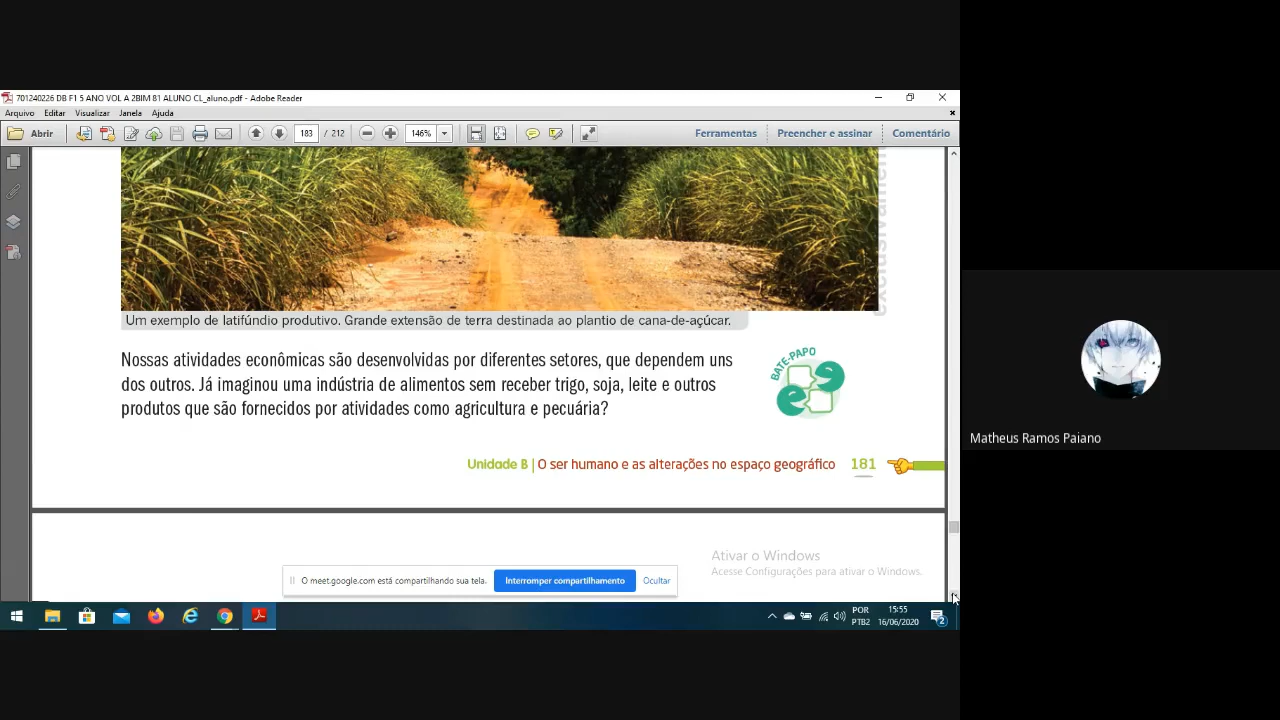 701240226 DB F1 5 ANO VOL A 2BIM 81 ALUNO CL_aluno.pdf - Adobe Reader
Arquivo Editar Visualizar Janela Ajuda
Abrir 183 / 212 146% Ferramentas Preencher e assinar Comentário
Um exemplo de latifúndio produtivo. Grande extensão de terra destinada ao plantio de cana-de-açúcar.
Nossas atividades econômicas são desenvolvidas por diferentes setores, que dependem uns
dos outros. Já imaginou uma indústria de alimentos sem receber trigo, soja, leite e outros
produtos que são fornecidos por atividades como agricultura e pecuária?
BATE-PAPO
Unidade B | O ser humano e as alterações no espaço geográfico 181
Ativar o Windows
Acesse Configurações para ativar o Windows.
O meet.google.com está compartilhando sua tela. Interromper compartilhamento Ocultar
POR 15:55
PTB2 16/06/2020 2
Matheus Ramos Paiano